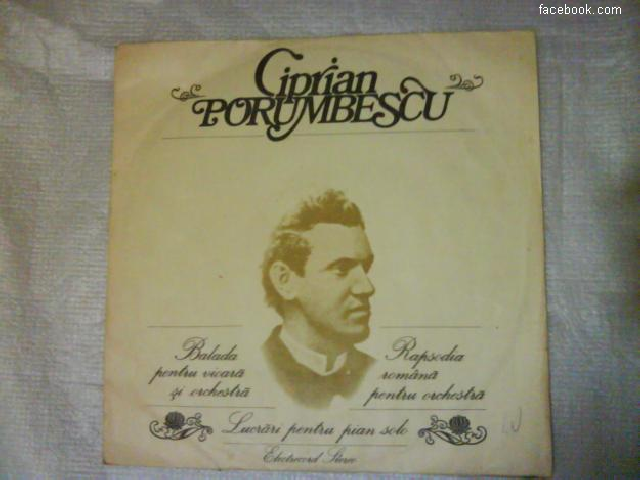 facebook.com
Ciprian
PORUMBESCU
Balada
pentru vioară
și orchestră
Rapsodia
română
pentru orchestră
Lucrări pentru pian solo
Electrecord Stereo